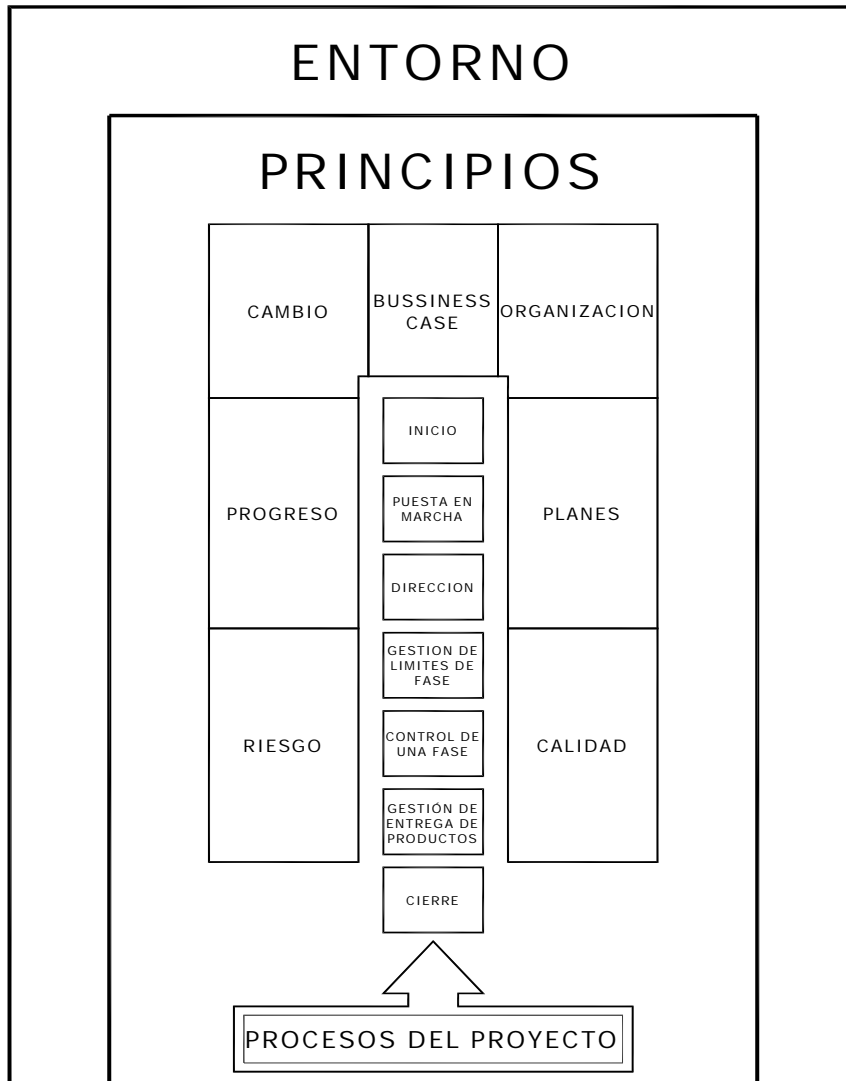 ENTORNO
PRINCIPIOS
CAMBIO
BUSSINESS
CASE
ORGANIZACION
INICIO
PROGRESO
PUESTA EN
MARCHA
PLANES
DIRECCION
GESTION DE
LIMITES DE
FASE
RIESGO
CONTROL DE
UNA FASE
CALIDAD
GESTIÓN DE
ENTREGA DE
PRODUCTOS
CIERRE
PROCESOS DEL PROYECTO